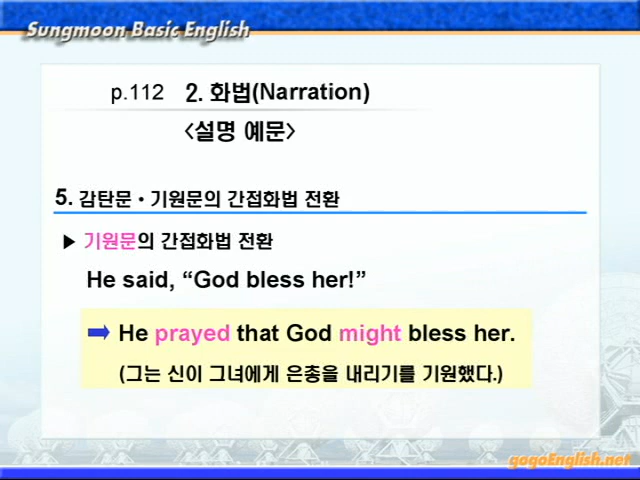 Sungmoon Basic English
p.112 2. 화법(Narration)
<설명 예문>
5. 감탄문·기원문의 간접화법 전환
▶ 기원문의 간접화법 전환
He said, “God bless her!”
➡ He prayed that God might bless her.
(그는 신이 그녀에게 은총을 내리기를 기원했다.)
gogoEnglish.net